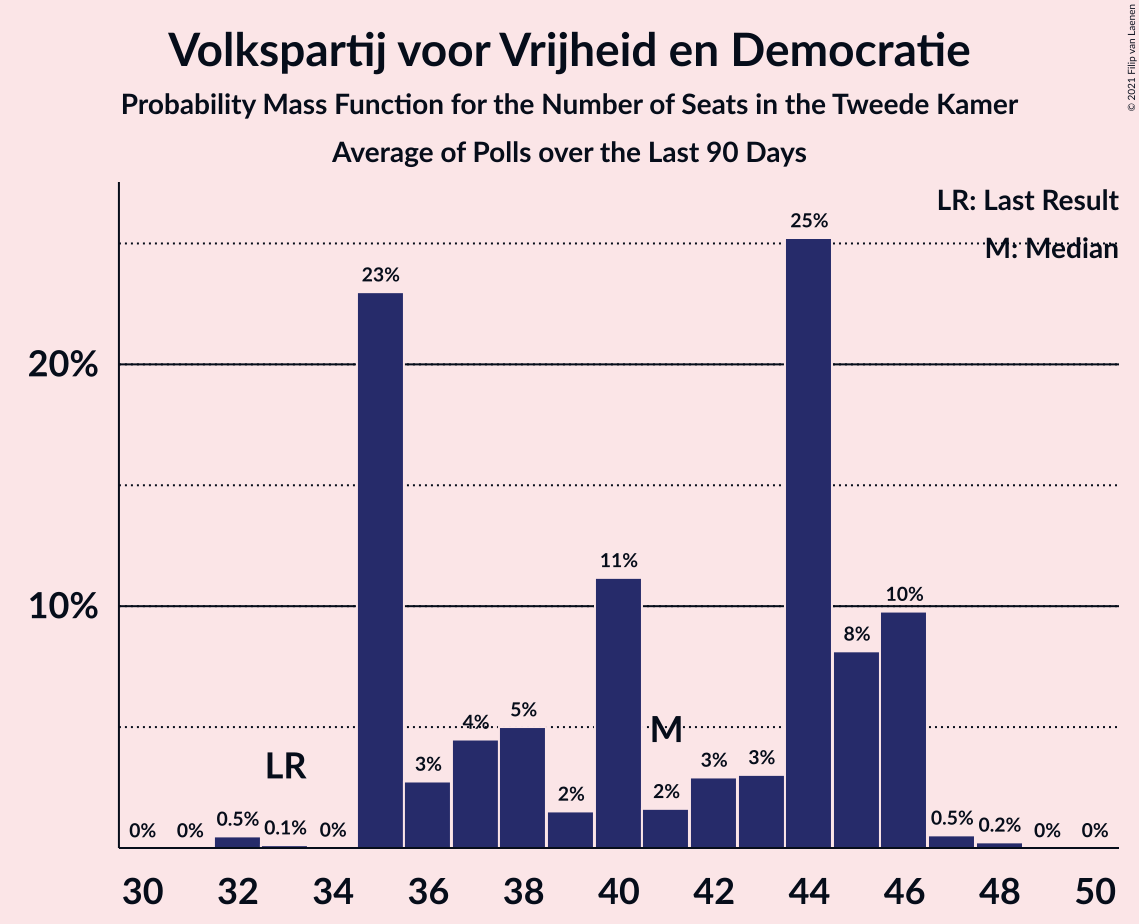 Volkspartij voor Vrijheid en Democratie
Probability Mass Function for the Number of Seats in the Tweede Kamer
Average of Polls over the Last 90 Days
© 2021 Filip van Laenen
LR: Last Result
M: Median
25%
23%
20%
11%
10%
10%
8%
5%
4%
M
3%
3%
3%
LR
2%
2%
0.5%
0.5%
0.2%
0.1%
0%
0%
0%
0%
0%
30 32 34 36 38 40 42 44 46 48 50